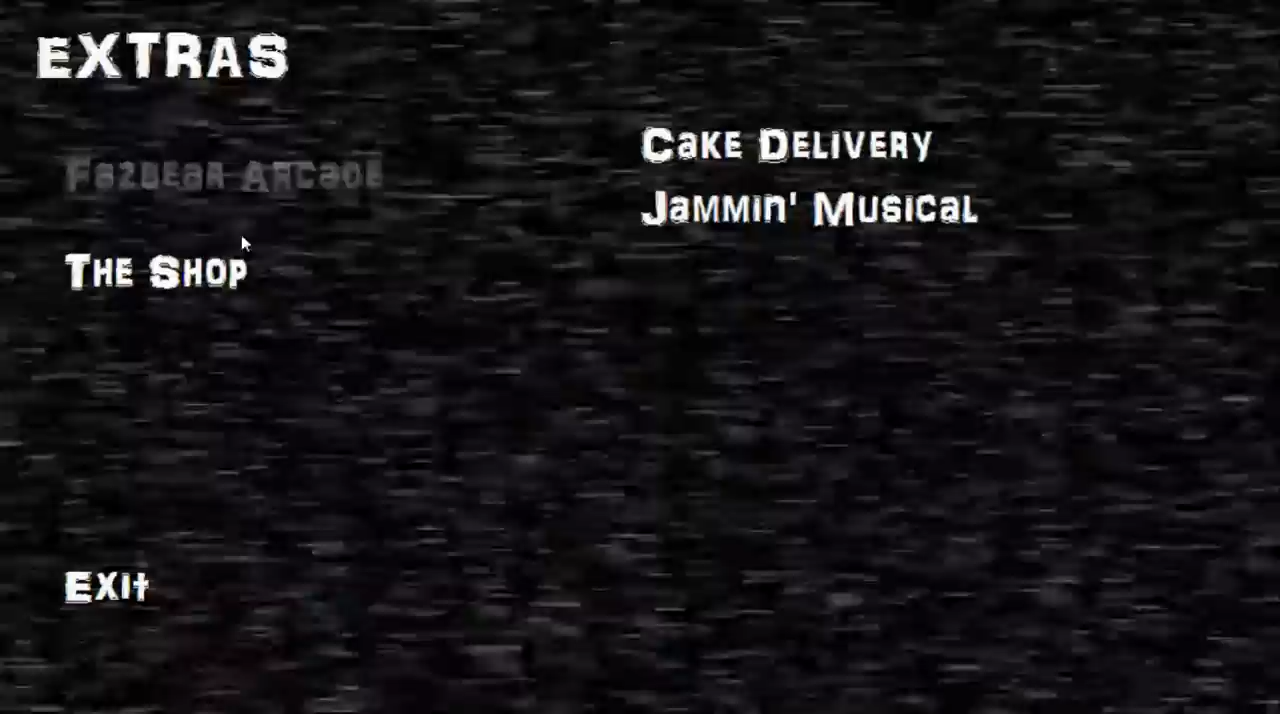 EXTRAS
Fazbear Arcade
The Shop
Exit
Cake Delivery
Jammin' Musical